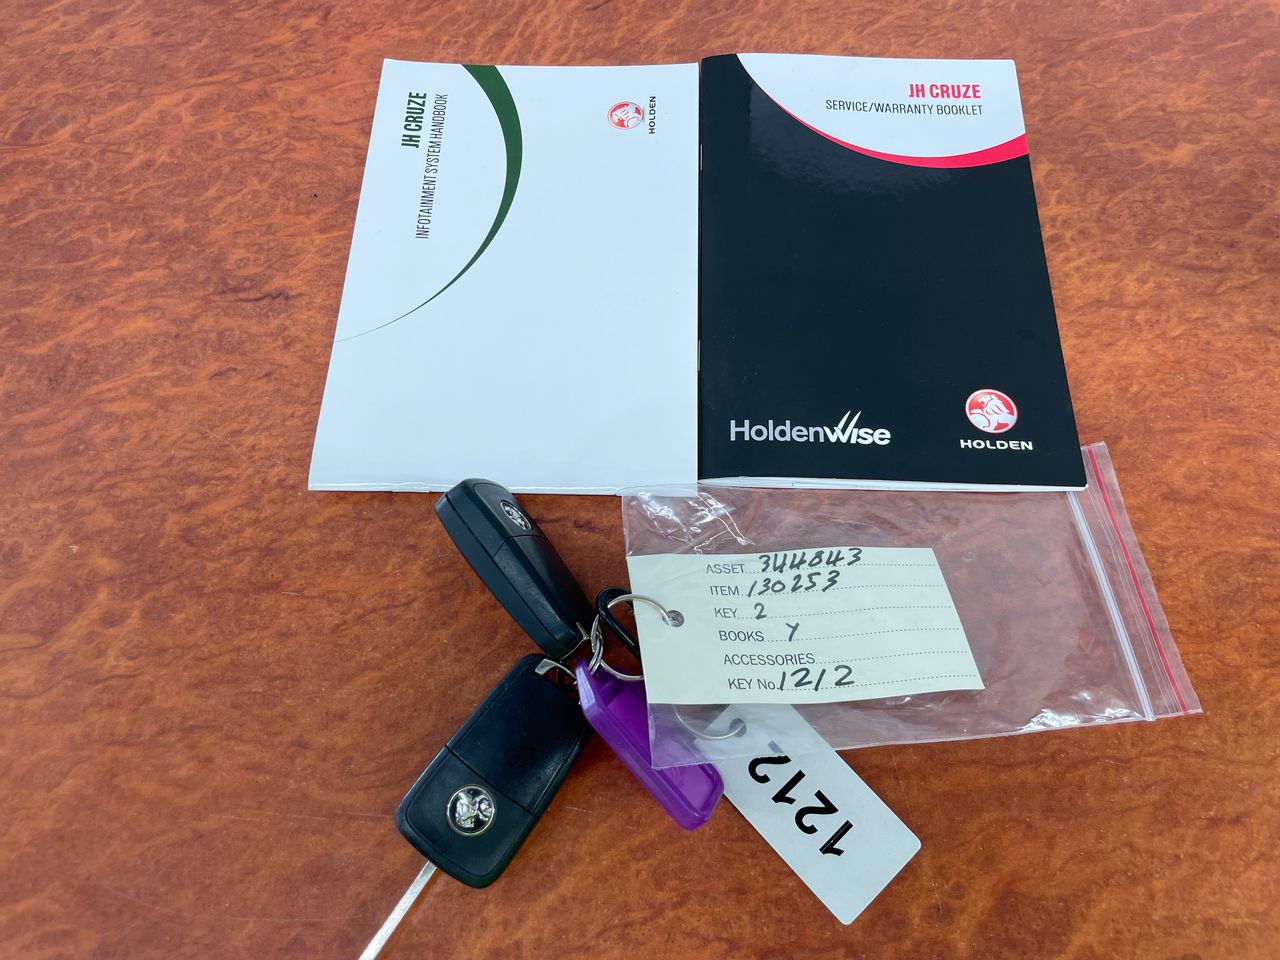 JH CRUZE
INFOTAINMENT SYSTEM HANDBOOK
HOLDEN
JH CRUZE
SERVICE/WARRANTY BOOKLET
HoldenWise
HOLDEN
ASSET 344843
ITEM 130253
KEY 2
BOOKS Y
ACCESSORIES
KEY No. 1212
1212